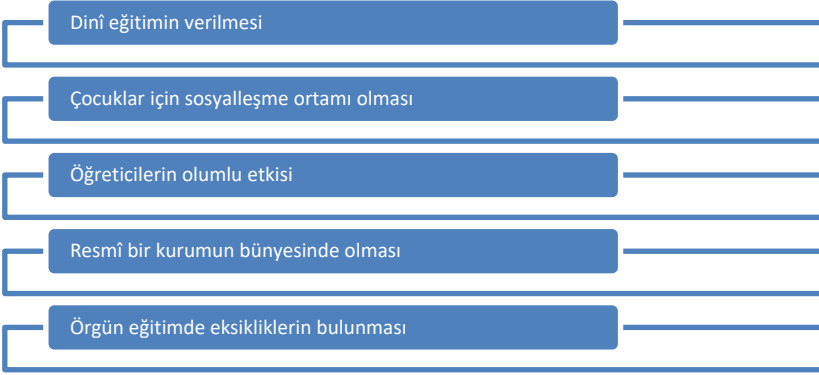 Dinî eğitimin verilmesi
Çocuklar için sosyalleşme ortamı olması
Öğreticilerin olumlu etkisi
Resmî bir kurumun bünyesinde olması
Örgün eğitimde eksikliklerin bulunması